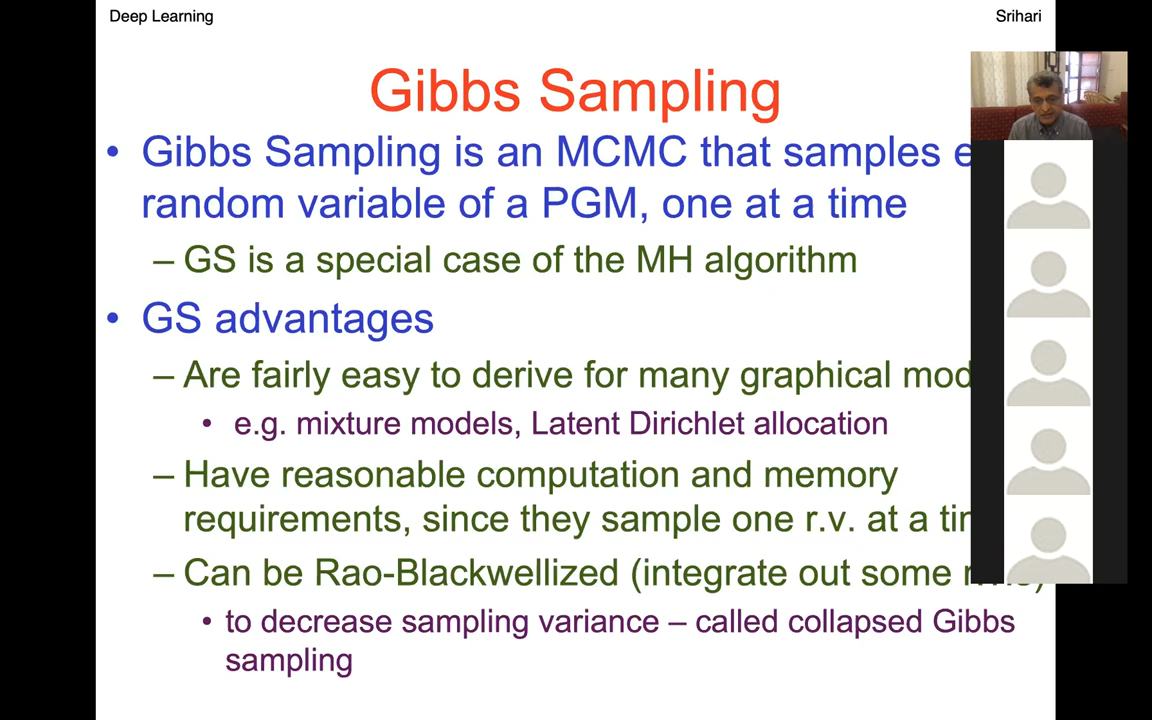 Deep Learning
Srihari
Gibbs Sampling
• Gibbs Sampling is an MCMC that samples
random variable of a PGM, one at a time
– GS is a special case of the MH algorithm
• GS advantages
– Are fairly easy to derive for many graphical
• e.g. mixture models, Latent Dirichlet allocation
– Have reasonable computation and memory
requirements, since they sample one r.v. at a
– Can be Rao-Blackwellized (integrate out some
• to decrease sampling variance – called collapsed Gibbs
sampling